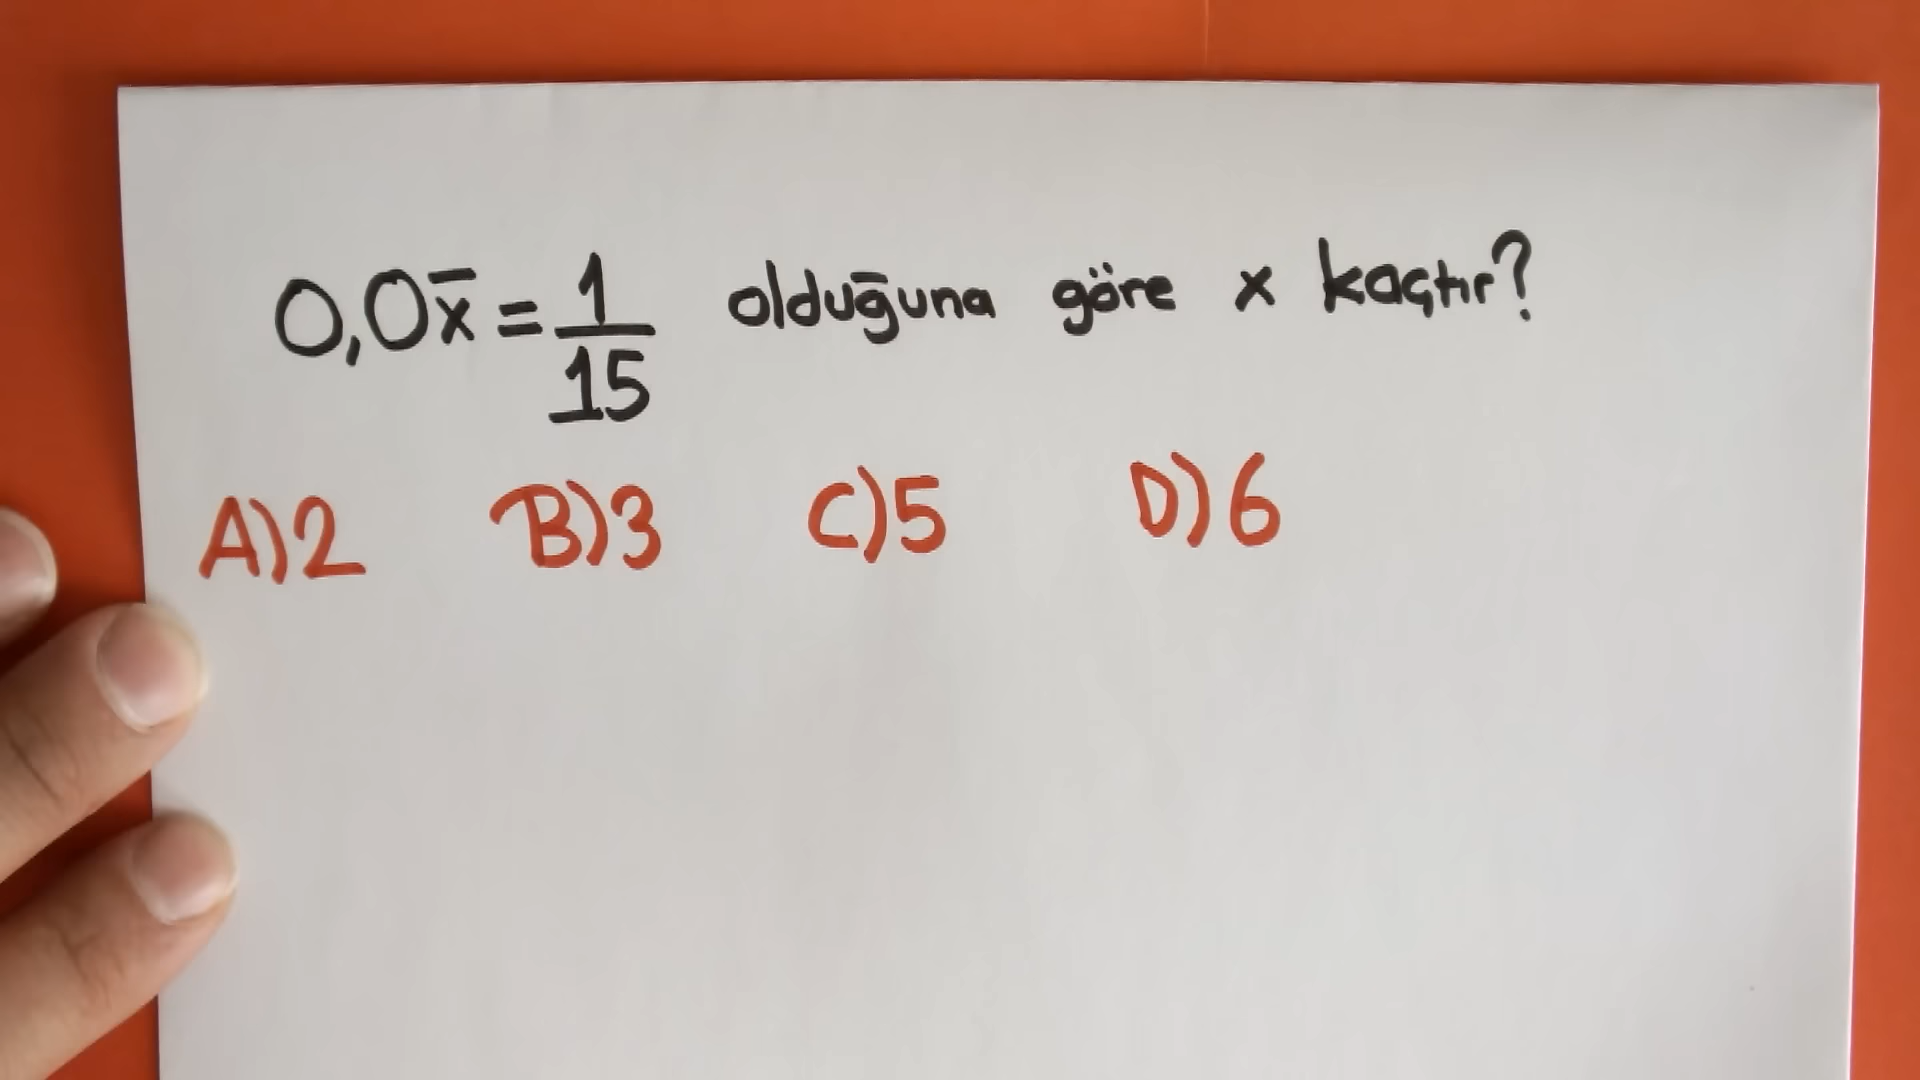 0,0x̄ = 1/15 olduğuna göre x kaçtır?
A) 2 B) 3 C) 5 D) 6